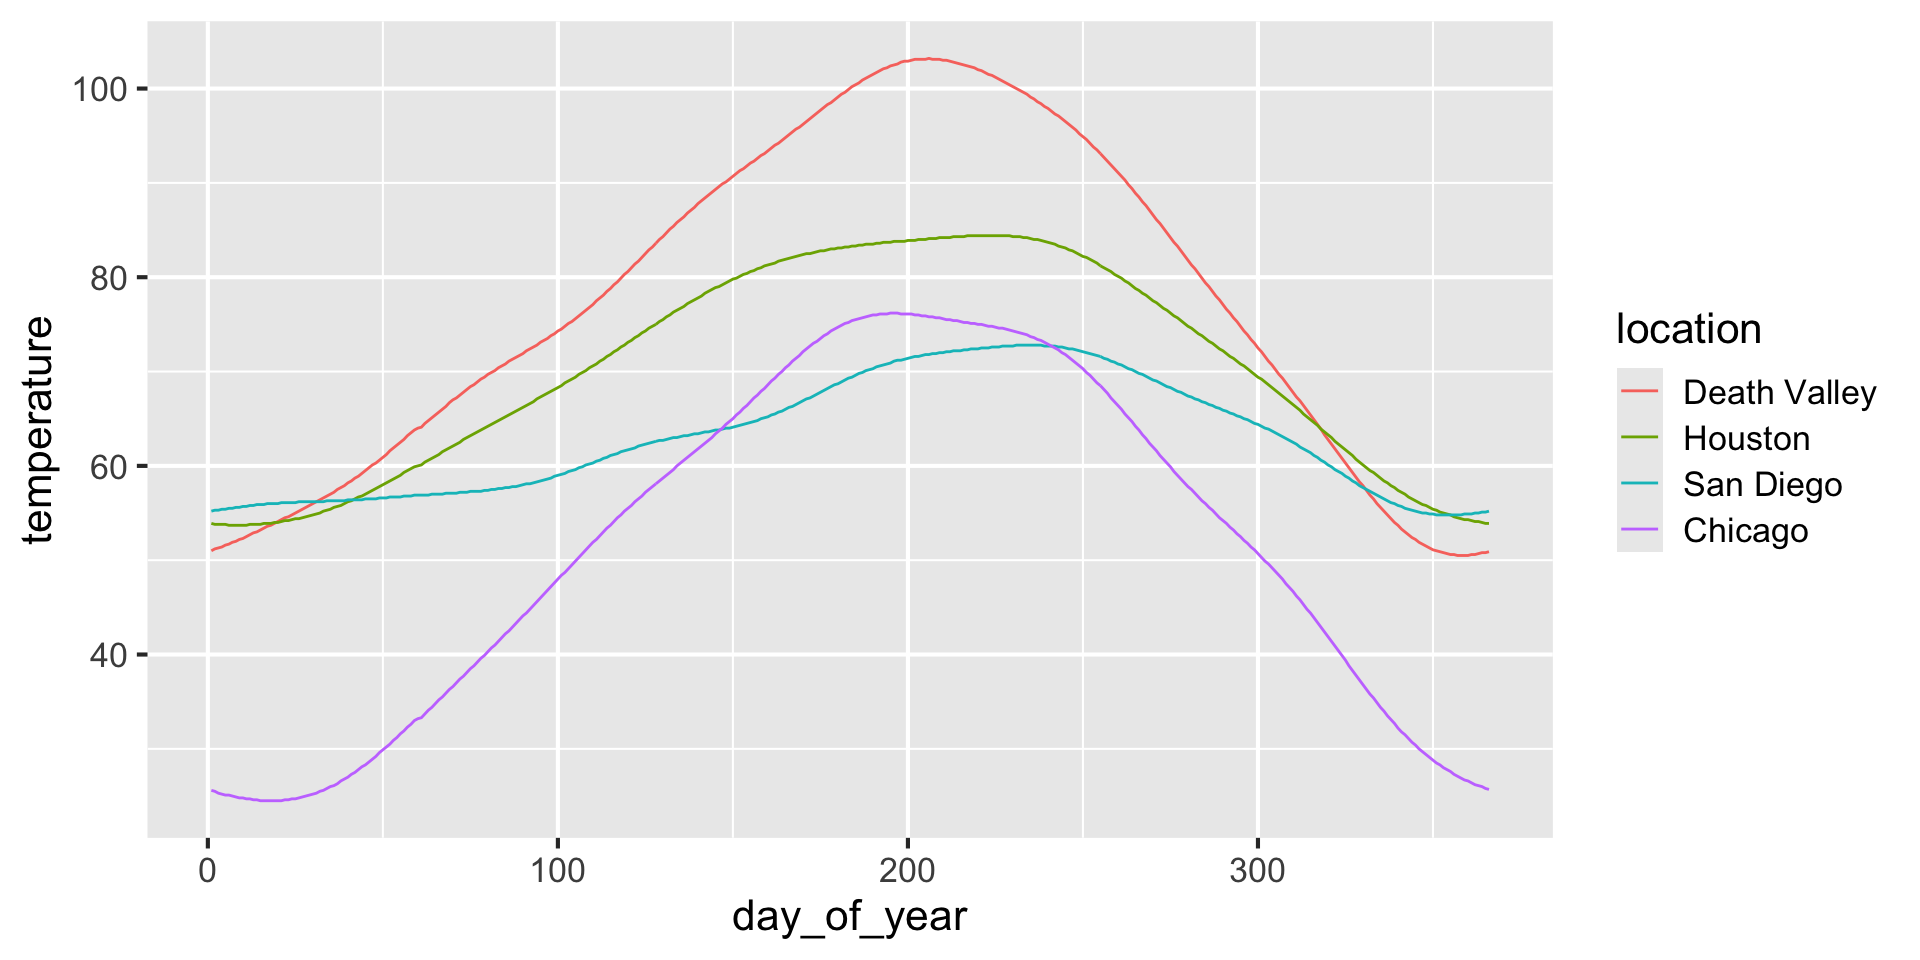 temperature
100
80
60
40
0 100 200 300
day_of_year
location
Death Valley
Houston
San Diego
Chicago